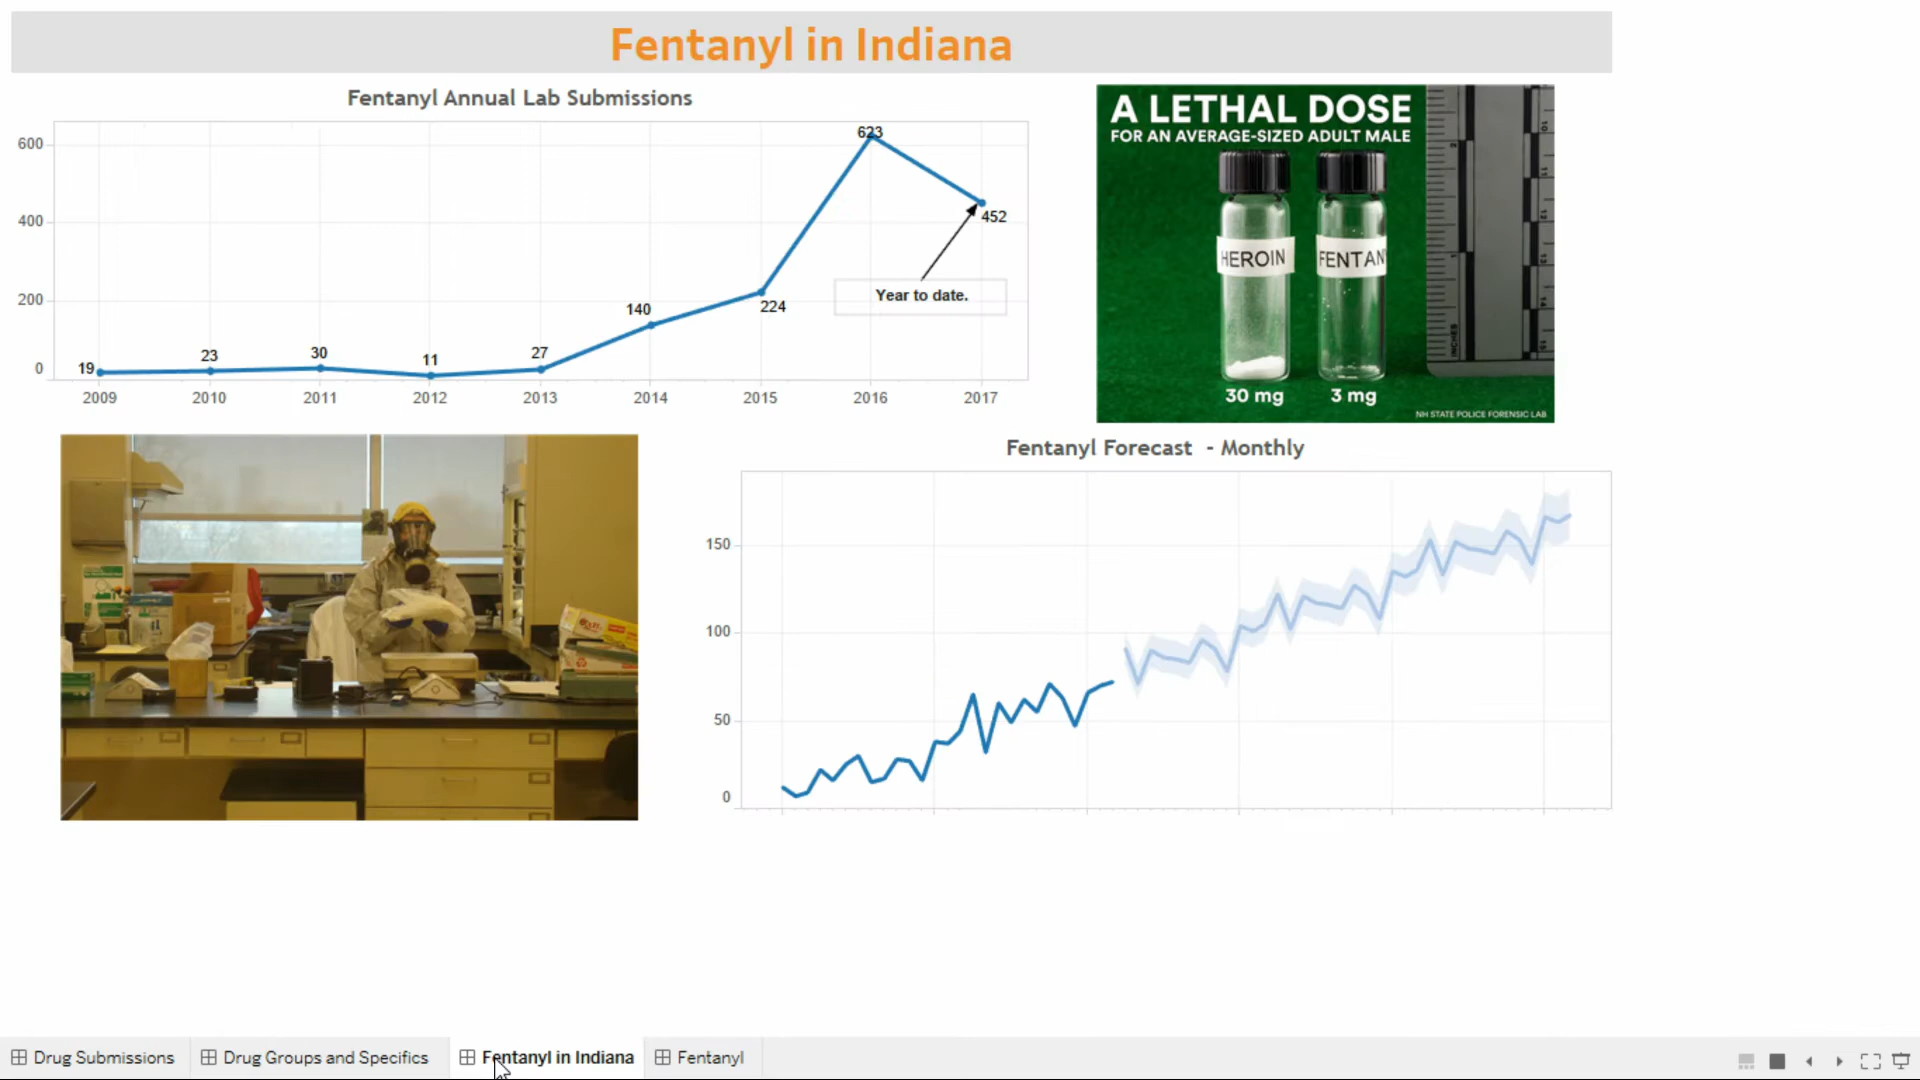 Fentanyl in Indiana
Fentanyl Annual Lab Submissions
600
400
200
0
19
23
30
11
27
140
224
623
452
Year to date.
2009
2010
2011
2012
2013
2014
2015
2016
2017
A LETHAL DOSE
FOR AN AVERAGE-SIZED ADULT MALE
HEROIN
FENTAN
30 mg
3 mg
NH STATE POLICE FORENSIC LAB
INCHES
Fentanyl Forecast - Monthly
150
100
50
0
Drug Submissions
Drug Groups and Specifics
Fentanyl in Indiana
Fentanyl